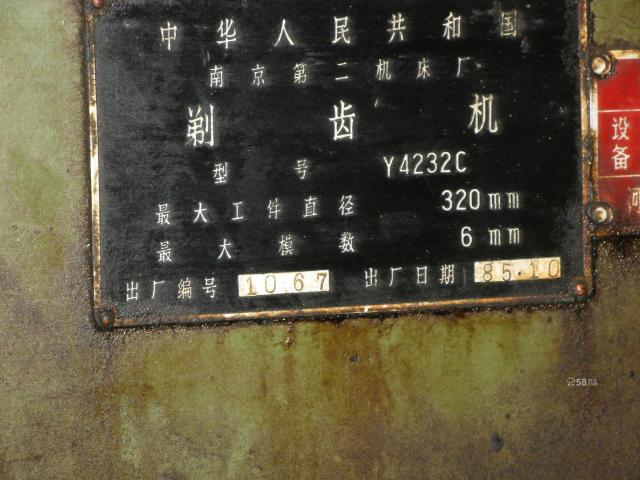 中华人民共和国
南京第二机床厂
剃齿机
型号 Y4232C
最大工件直径 320mm
最大模数 6mm
出厂编号 1067 出厂日期 85.10
设备
58